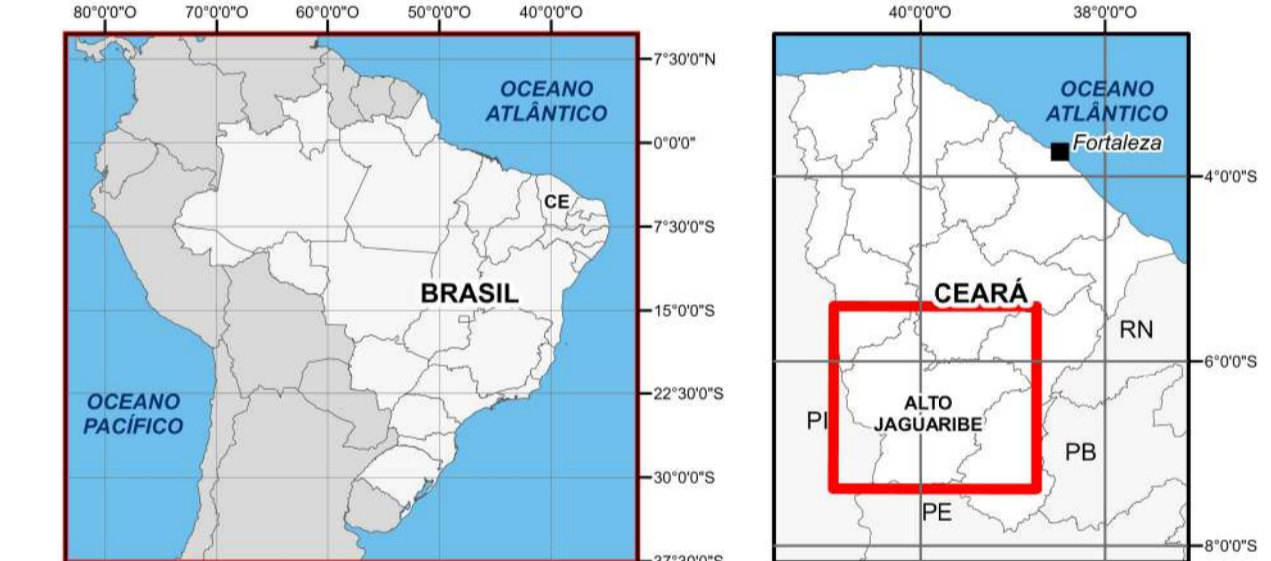 80°0'0"O
70°0'0"O
60°0'0"O
50°0'0"O
40°0'0"O
7°30'0"N
0°0'0"
7°30'0"S
15°0'0"S
22°30'0"S
30°0'0"S
OCEANO
ATLÂNTICO
CE
BRASIL
OCEANO
PACÍFICO
40°0'0"O
38°0'0"O
4°0'0"S
6°0'0"S
8°0'0"S
OCEANO
ATLÂNTICO
Fortaleza
CEARÁ
RN
ALTO
JAGUARIBE
PI
PB
PE